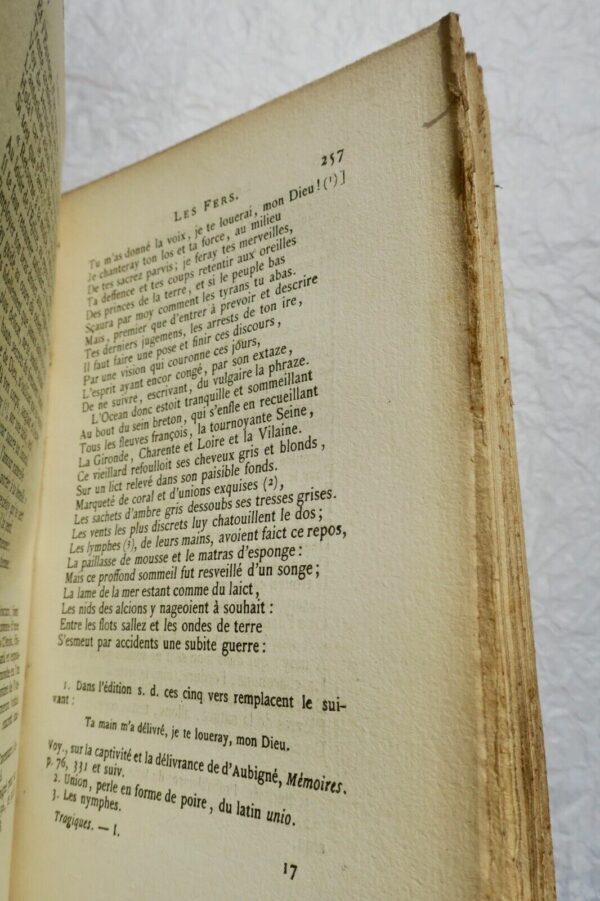 257
LES FERS.
Tu m'as donné la voix, je te louerai, mon Dieu! (1)]
Je chanteray ton los et ta force, au milieu
De tes sacrez parvis; je feray tes merveilles,
Ta deffence et tes coups retentir aux oreilles
Des princes de la terre, et si le peuple bas
Sçaura par moy comment les tyrans tu abas.
Mais, premier que d'entrer à prevoir et descrire
Tes derniers jugemens, les arrests de ton ire,
Il faut faire une pose et finir ces discours,
Par une vision qui couronne ces jours,
L'esprit ayant encor congé, par son extaze,
De ne suivre, escrivant, du vulgaire la phraze.
L'Ocean donc estoit tranquille et sommeillant
Au bout du sein breton, qui s'enfle en recueillant
Tous les fleuves françois, la tournoyante Seine,
La Gironde, Charente et Loire et la Vilaine.
Ce vieillard refoulloit ses cheveux gris et blonds,
Sur un lict relevé dans son paisible fonds.
Marqueté de coral et d'unions exquises (2),
Les sachets d'ambre gris dessoubs ses tresses grises.
Les vents les plus discrets luy chatouillent le dos;
Les lymphes (3), de leurs mains, avoient faict ce repos,
La paillasse de mousse et le matras d'esponge:
Mais ce proffond sommeil fut resveillé d'un songe;
La lame de la mer estant comme du laict,
Les nids des alcions y nageoient à souhait:
Entre les flots sallez et les ondes de terre
S'esmeut par accidents une subite guerre:
1. Dans l'édition s. d. ces cinq vers remplacent le sui-
vant:
Ta main m'a délivré, je te loueray, mon Dieu.
Voy., sur la captivité et la délivrance de d'Aubigné, Mémoires.
p. 76, 331 et suiv.
2. Union, perle en forme de poire, du latin unio.
3. Les nymphes.
Tragiques. — I.
17